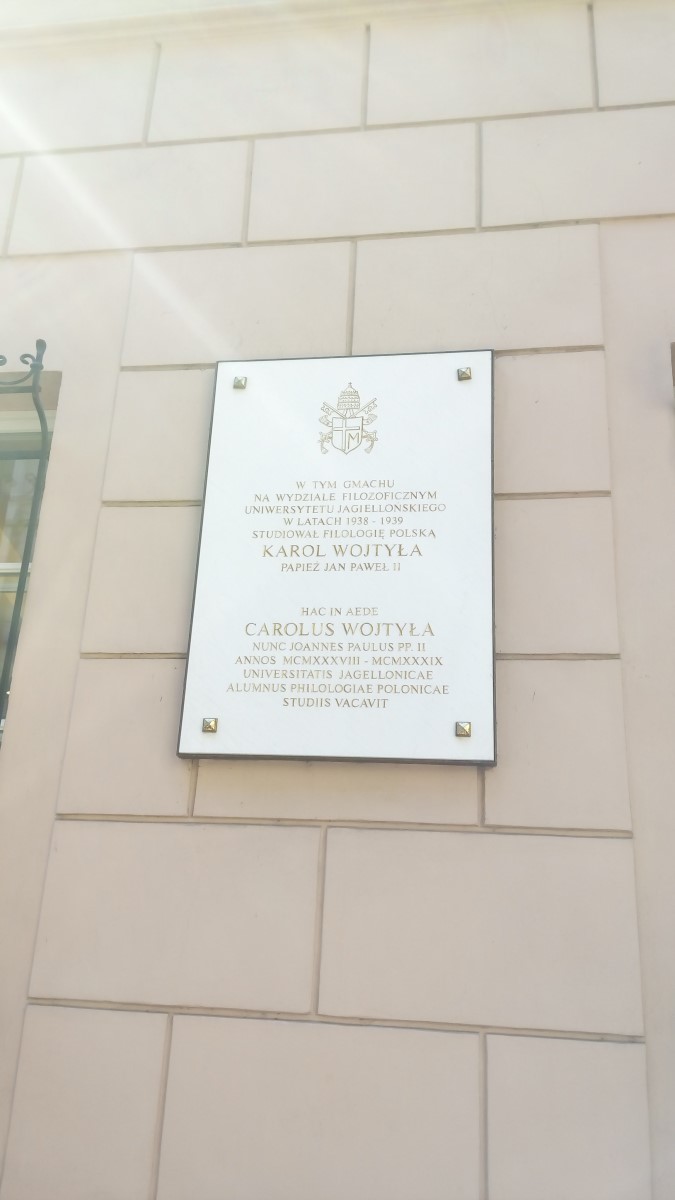 M
W TYM GMACHU
NA WYDZIALE FILOZOFICZNYM
UNIWERSYTETU JAGIELLOŃSKIEGO
W LATACH 1938 - 1939
STUDIOWAŁ FILOLOGIĘ POLSKĄ
KAROL WOJTYŁA
PAPIEŻ JAN PAWEŁ II
HAC IN AEDE
CAROLUS WOJTYŁA
NUNC JOANNES PAULUS PP. II
ANNOS MCMXXXVIII - MCMXXXIX
UNIVERSITATIS JAGELLONICAE
ALUMNUS PHILOLOGIAE POLONICAE
STUDIIS VACAVIT